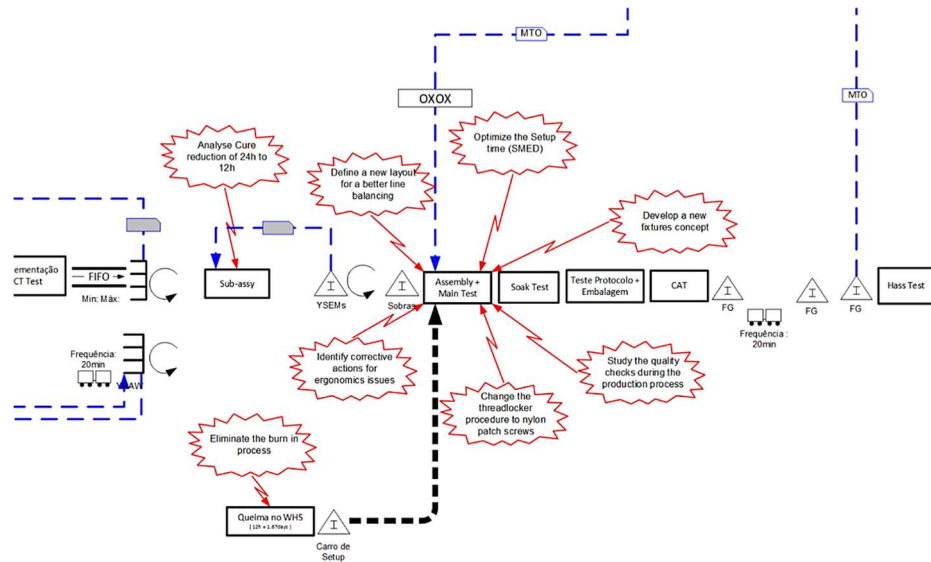 MTO
MTO
OXOX
Analyse Cure
reduction of 24h to
12h
Define a new layout
for a better line
balancing
Optimize the Setup
time (SMED)
Develop a new
fixtures concept
ementação
CT Test
FIFO
Min: Máx:
Sub-assy
I
YSEMs
I
Sobras
Assembly +
Main Test
Soak Test
Teste Protocolo +
Embalagem
CAT
I
FG
Frequência :
20min
I
FG
I
FG
Hass Test
Frequência:
20min
Identify corrective
actions for
ergonomics issues
Change the
threadlocker
procedure to nylon
patch screws
Study the quality
checks during the
production process
Eliminate the burn in
process
Queima no WHS
I
Carro de
Setup